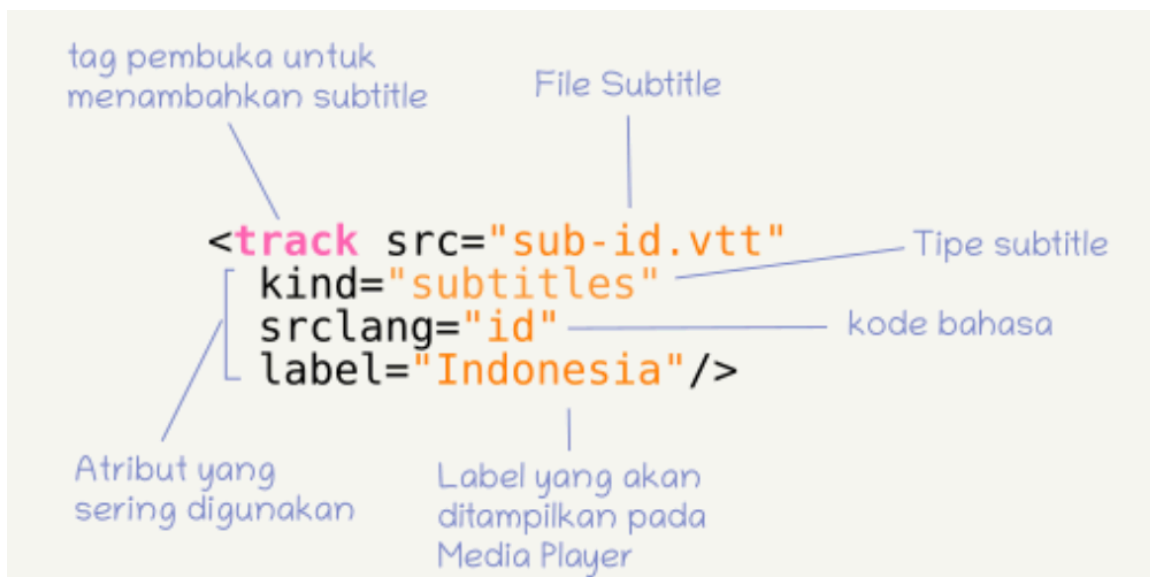 tag pembuka untuk
menambahkan subtitle
File Subtitle
<track src="sub-id.vtt"
kind="subtitles"
srclang="id"
label="Indonesia"/>
Tipe subtitle
kode bahasa
Atribut yang
sering digunakan
Label yang akan
ditampilkan pada
Media Player